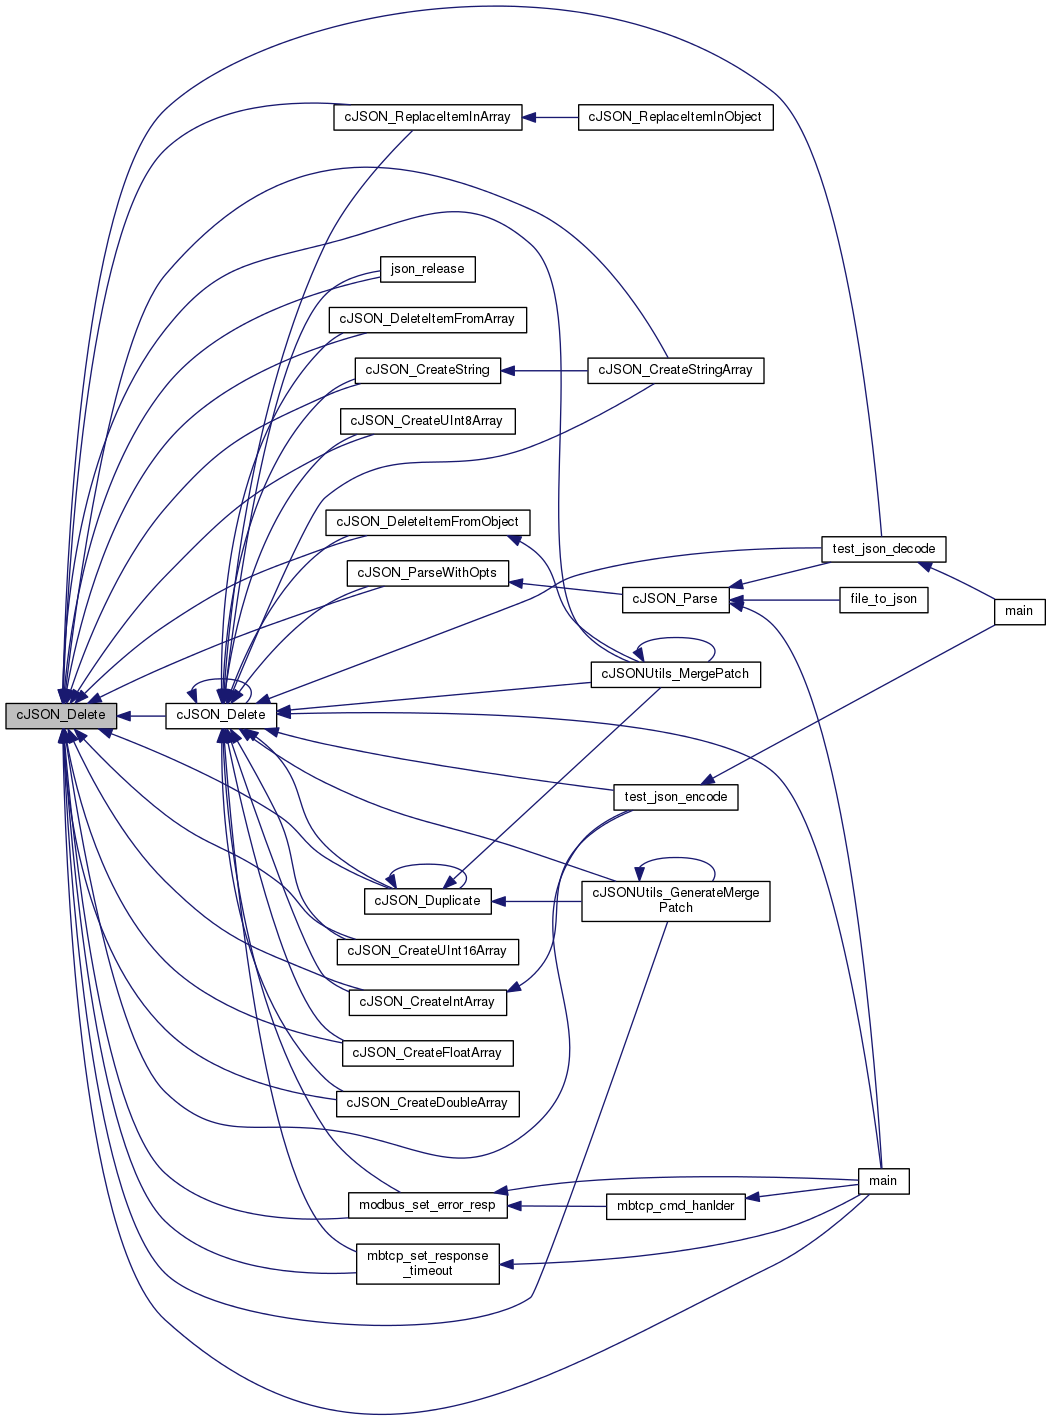 cJSON_ReplaceItemInArray
cJSON_ReplaceItemInObject
json_release
cJSON_DeleteItemFromArray
cJSON_CreateString
cJSON_CreateStringArray
cJSON_CreateUInt8Array
cJSON_DeleteItemFromObject
test_json_decode
cJSON_ParseWithOpts
cJSON_Parse
file_to_json
main
cJSONUtils_MergePatch
cJSON_Delete
cJSON_Delete
test_json_encode
cJSON_Duplicate
cJSONUtils_GenerateMerge
Patch
cJSON_CreateUInt16Array
cJSON_CreateIntArray
cJSON_CreateFloatArray
cJSON_CreateDoubleArray
main
modbus_set_error_resp
mbtcp_cmd_hanlder
mbtcp_set_response
_timeout